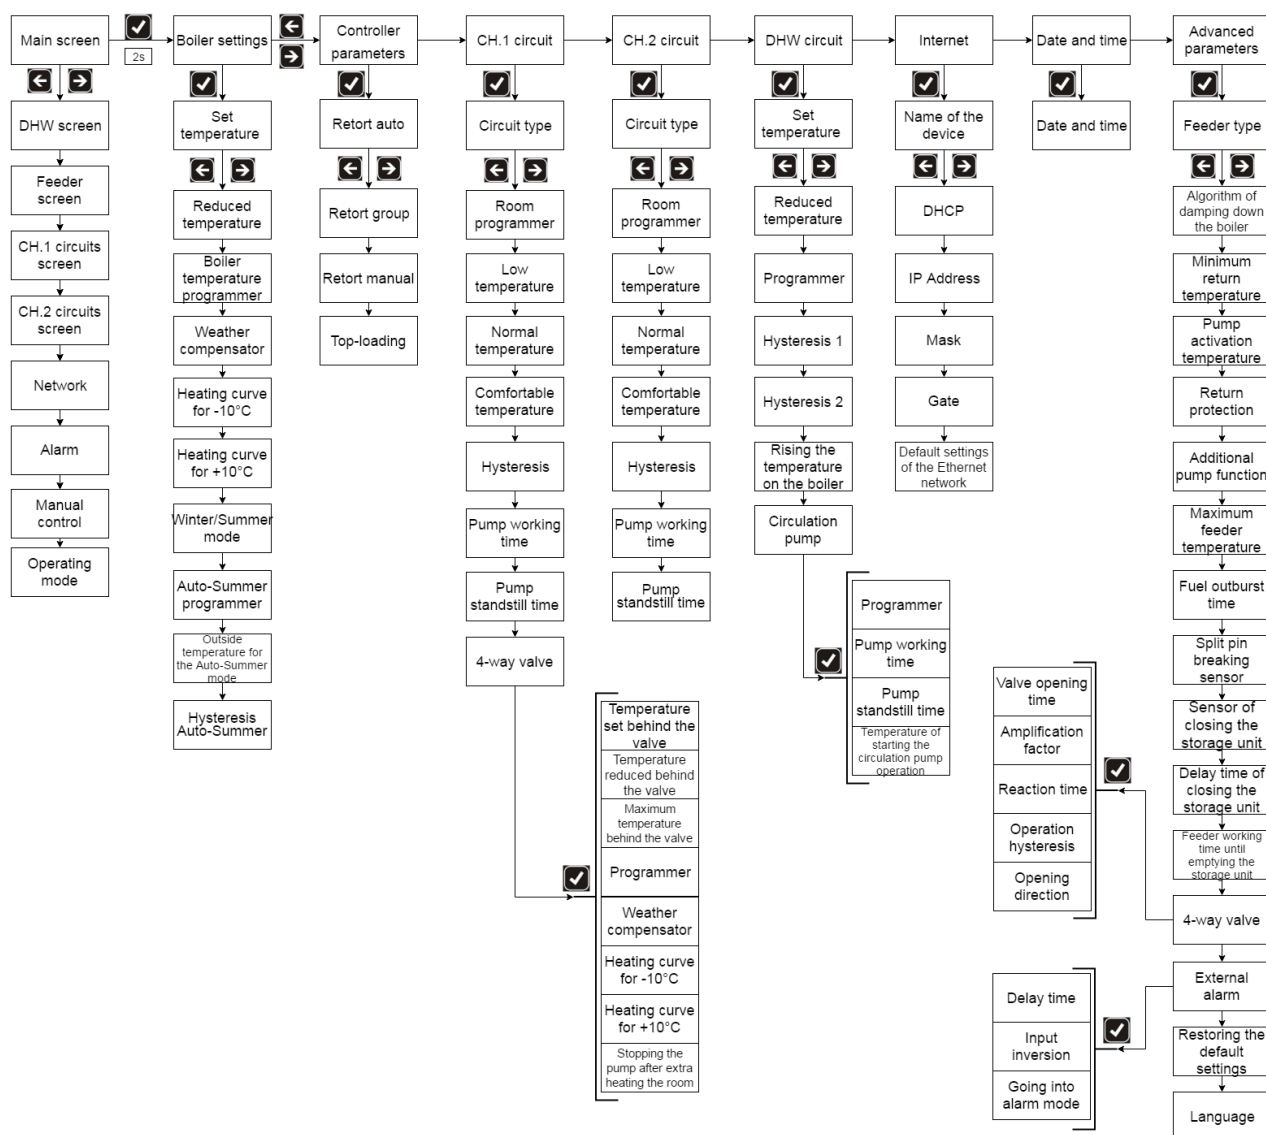 Main screen
2s
Boiler settings
Controller
parameters
CH.1 circuit
CH.2 circuit
DHW circuit
Internet
Date and time
Advanced
parameters
DHW screen
Feeder
screen
CH.1 circuits
screen
CH.2 circuits
screen
Network
Alarm
Manual
control
Operating
mode
Set
temperature
Reduced
temperature
Boiler
temperature
programmer
Weather
compensator
Heating curve
for -10°C
Heating curve
for +10°C
Winter/Summer
mode
Auto-Summer
programmer
Outside
temperature for
the Auto-Summer
mode
Hysteresis
Auto-Summer
Retort auto
Retort group
Retort manual
Top-loading
Circuit type
Room
programmer
Low
temperature
Normal
temperature
Comfortable
temperature
Hysteresis
Pump working
time
Pump
standstill time
4-way valve
Temperature
set behind the
valve
Temperature
reduced behind
the valve
Maximum
temperature
behind the valve
Programmer
Weather
compensator
Heating curve
for -10°C
Heating curve
for +10°C
Stopping the
pump after extra
heating the room
Circuit type
Room
programmer
Low
temperature
Normal
temperature
Comfortable
temperature
Hysteresis
Pump working
time
Pump
standstill time
Set
temperature
Reduced
temperature
Programmer
Hysteresis 1
Hysteresis 2
Rising the
temperature
on the boiler
Circulation
pump
Programmer
Pump working
time
Pump
standstill time
Temperature of
starting the
circulation pump
operation
Name of the
device
DHCP
IP Address
Mask
Gate
Default settings
of the Ethernet
network
Date and time
Feeder type
Algorithm of
damping down
the boiler
Minimum
return
temperature
Pump
activation
temperature
Return
protection
Additional
pump function
Maximum
feeder
temperature
Fuel outburst
time
Split pin
breaking
sensor
Sensor of
closing the
storage unit
Delay time of
closing the
storage unit
Feeder working
time until
emptying the
storage unit
4-way valve
Valve opening
time
Amplification
factor
Reaction time
Operation
hysteresis
Opening
direction
External
alarm
Delay time
Input
inversion
Going into
alarm mode
Restoring the
default
settings
Language